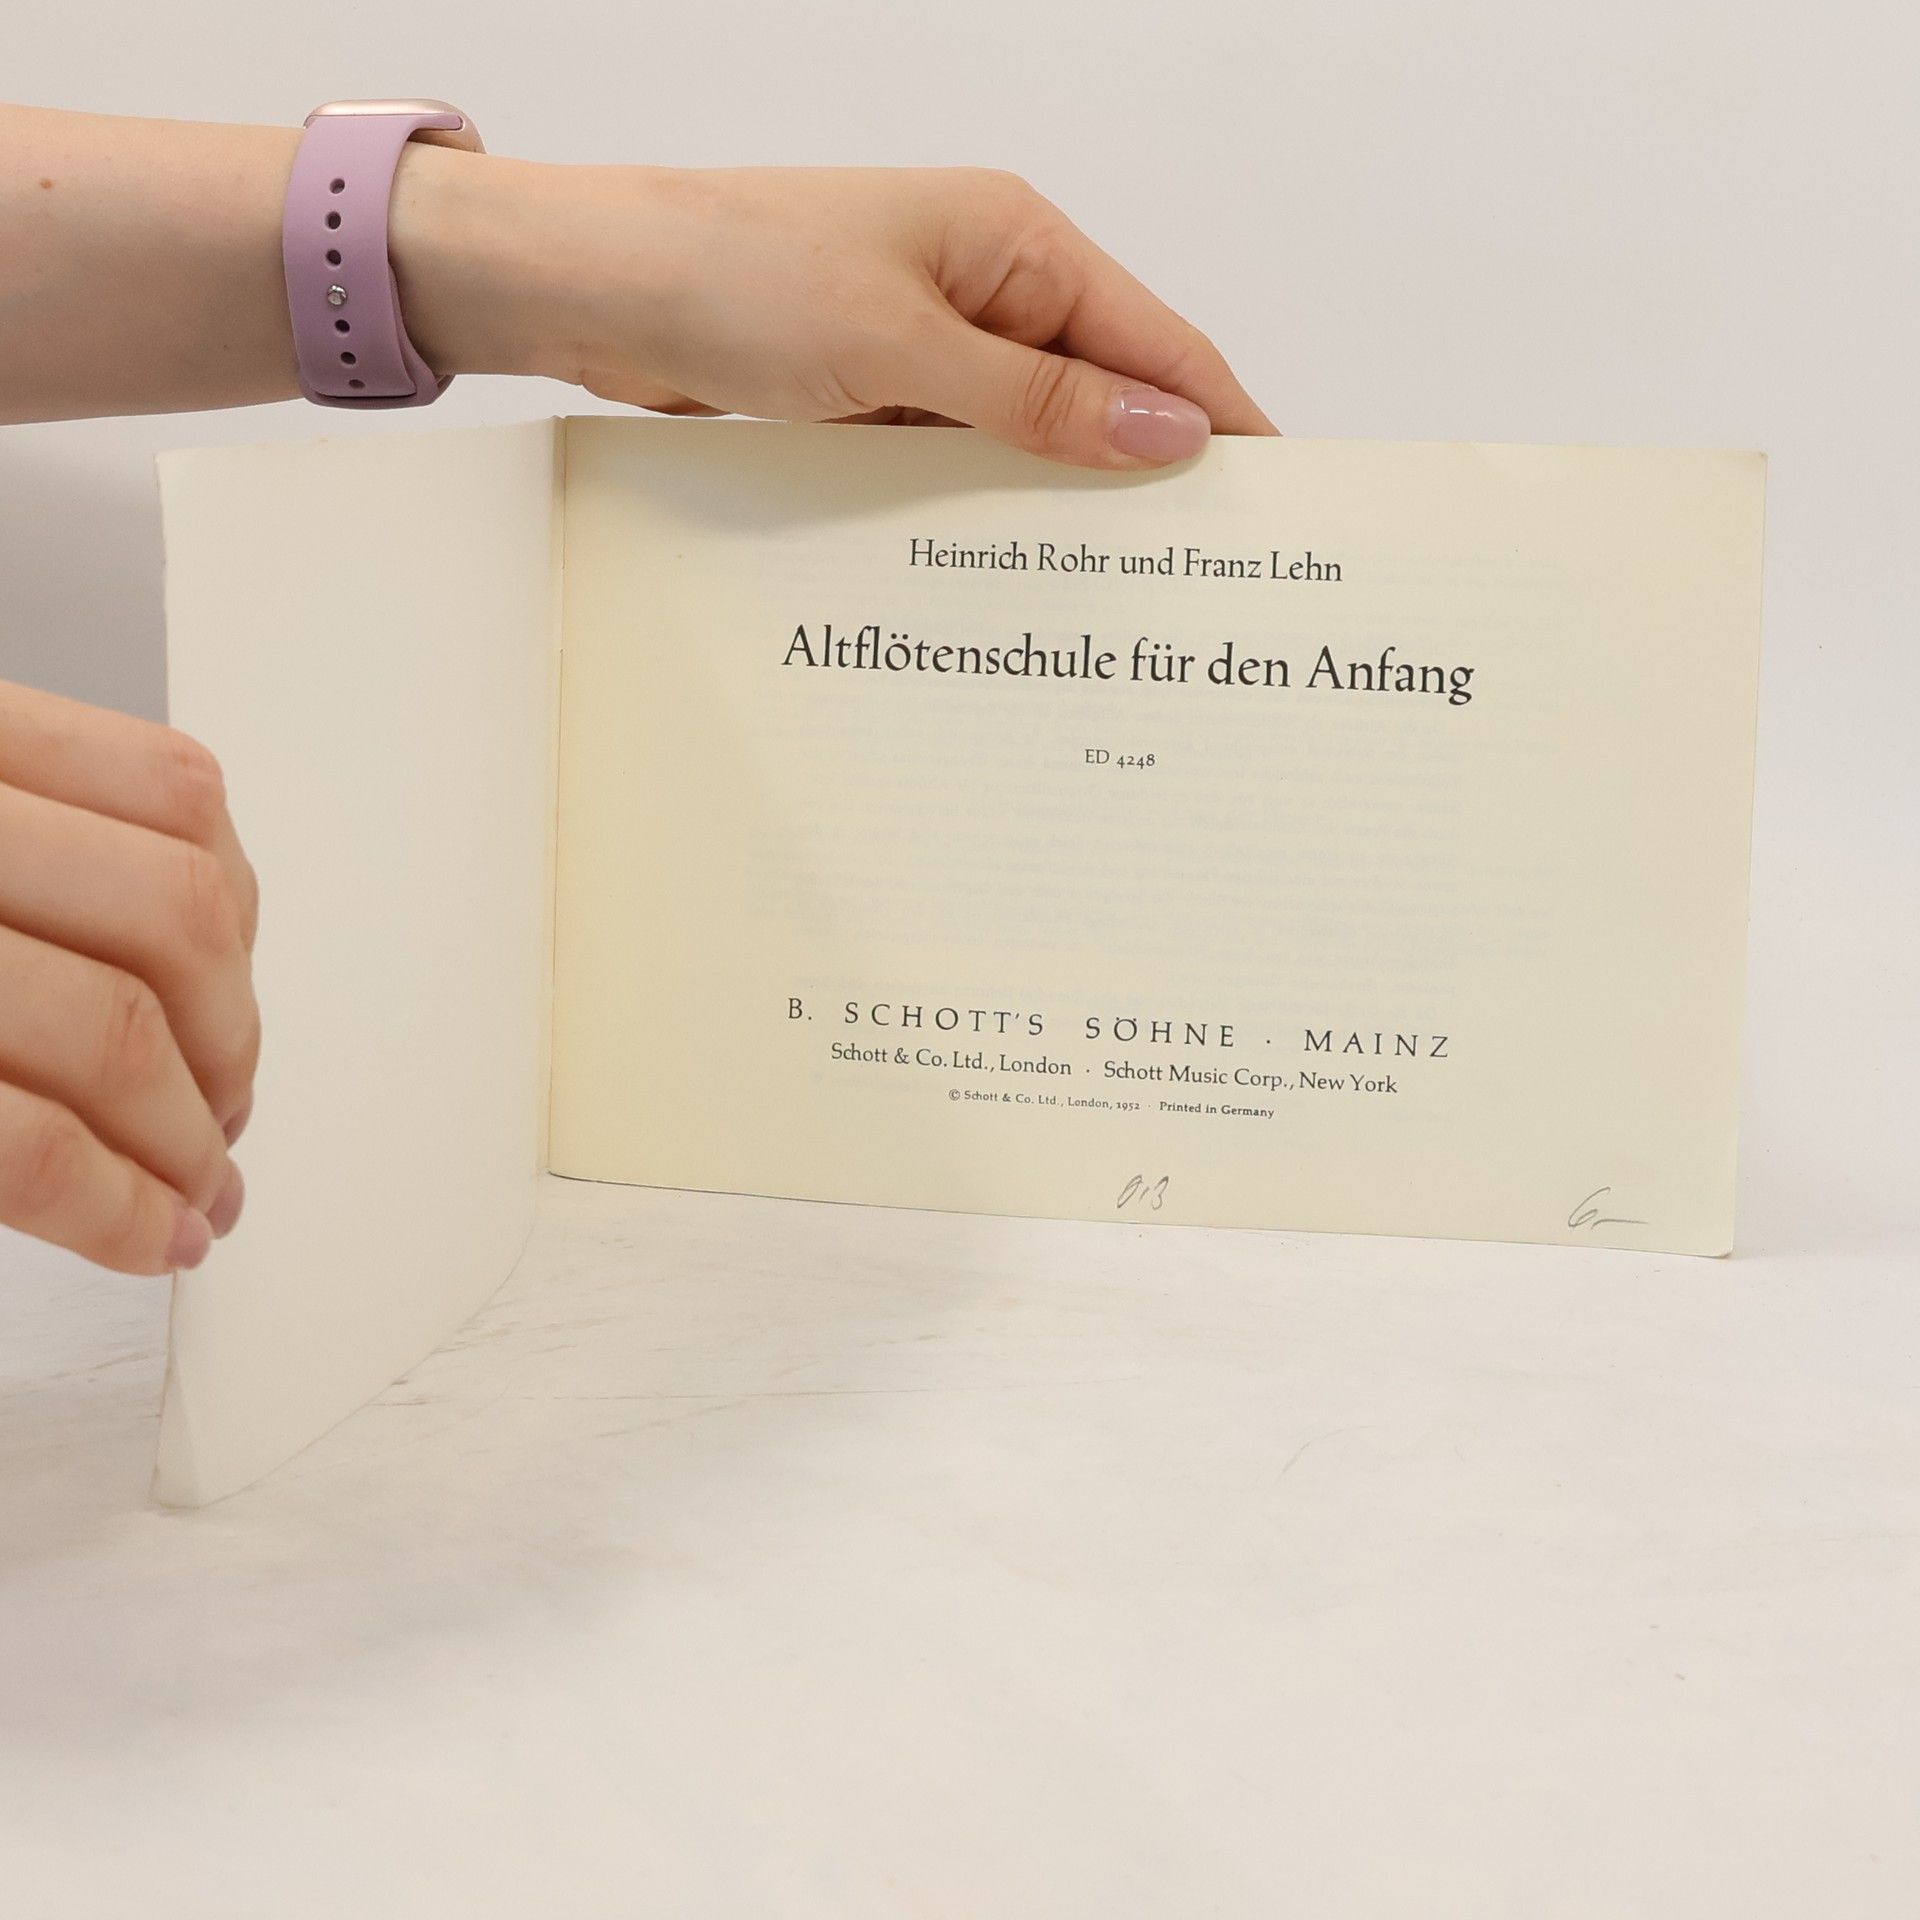 Heinrich Rohr und Franz Lehn
Altflötenschule für den Anfang
ED 4248
B. SCHOTT'S SÖHNE · MAINZ
Schott & Co. Ltd., London · Schott Music Corp., New York
© Schott & Co. Ltd., London, 1952 · Printed in Germany
6,—